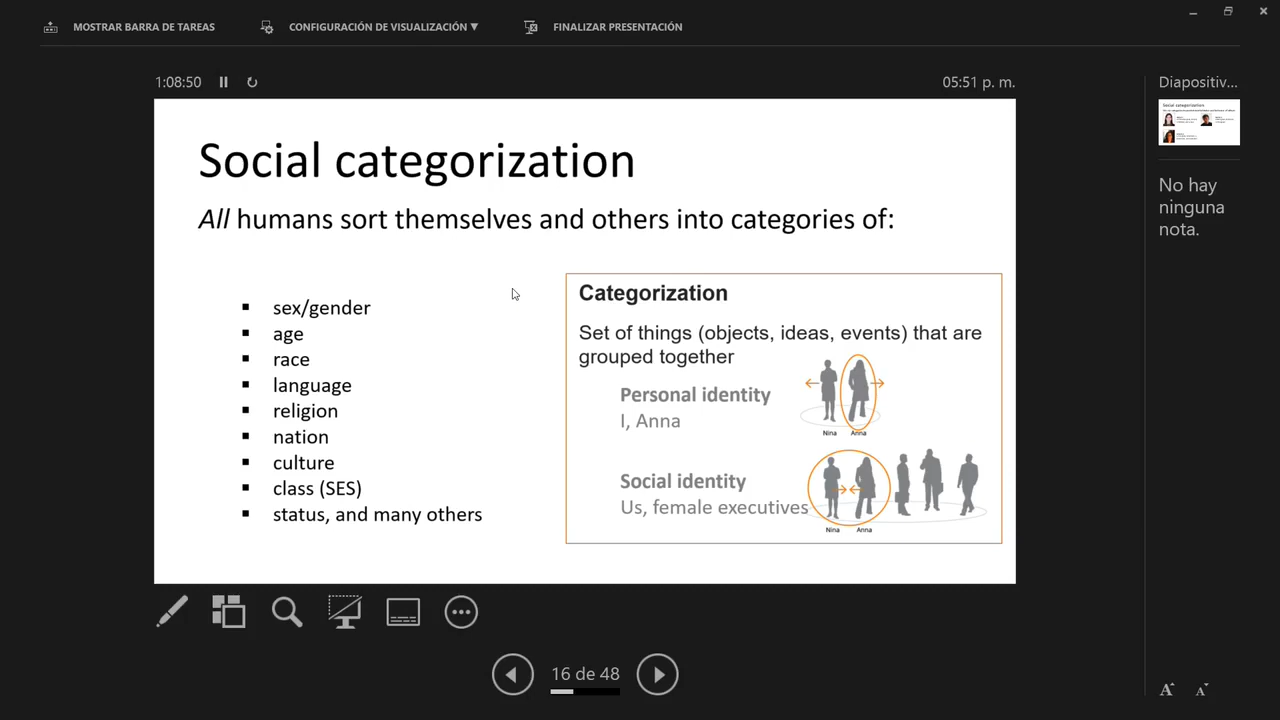 MOSTRAR BARRA DE TAREAS
CONFIGURACIÓN DE VISUALIZACIÓN ▼
FINALIZAR PRESENTACIÓN
1:08:50
05:51 p. m.
Social categorization
All humans sort themselves and others into categories of:
▪ sex/gender
▪ age
▪ race
▪ language
▪ religion
▪ nation
▪ culture
▪ class (SES)
▪ status, and many others
Categorization
Set of things (objects, ideas, events) that are
grouped together
Personal identity
I, Anna
Nina Anna
Social identity
Us, female executives
Nina Anna
Diapositiv...
Social categorization
No hay
ninguna
nota.
16 de 48
A A